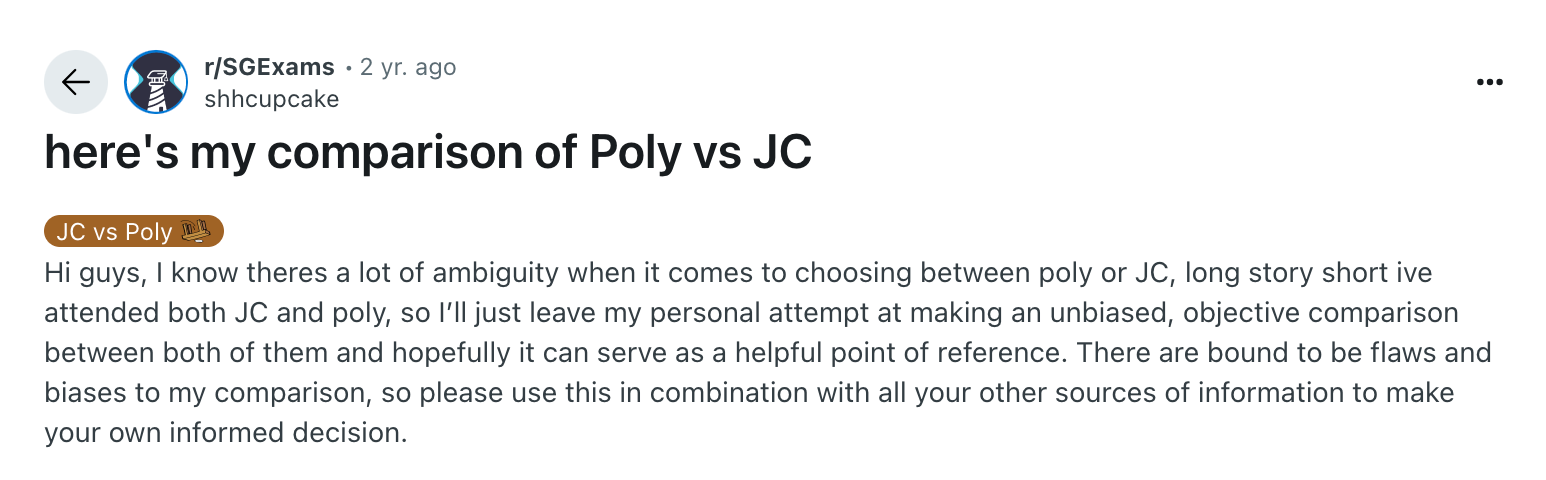 r/SGExams • 2 yr. ago
shhcupcake
here's my comparison of Poly vs JC
JC vs Poly
Hi guys, I know theres a lot of ambiguity when it comes to choosing between poly or JC, long story short ive
attended both JC and poly, so I’ll just leave my personal attempt at making an unbiased, objective comparison
between both of them and hopefully it can serve as a helpful point of reference. There are bound to be flaws and
biases to my comparison, so please use this in combination with all your other sources of information to make
your own informed decision.